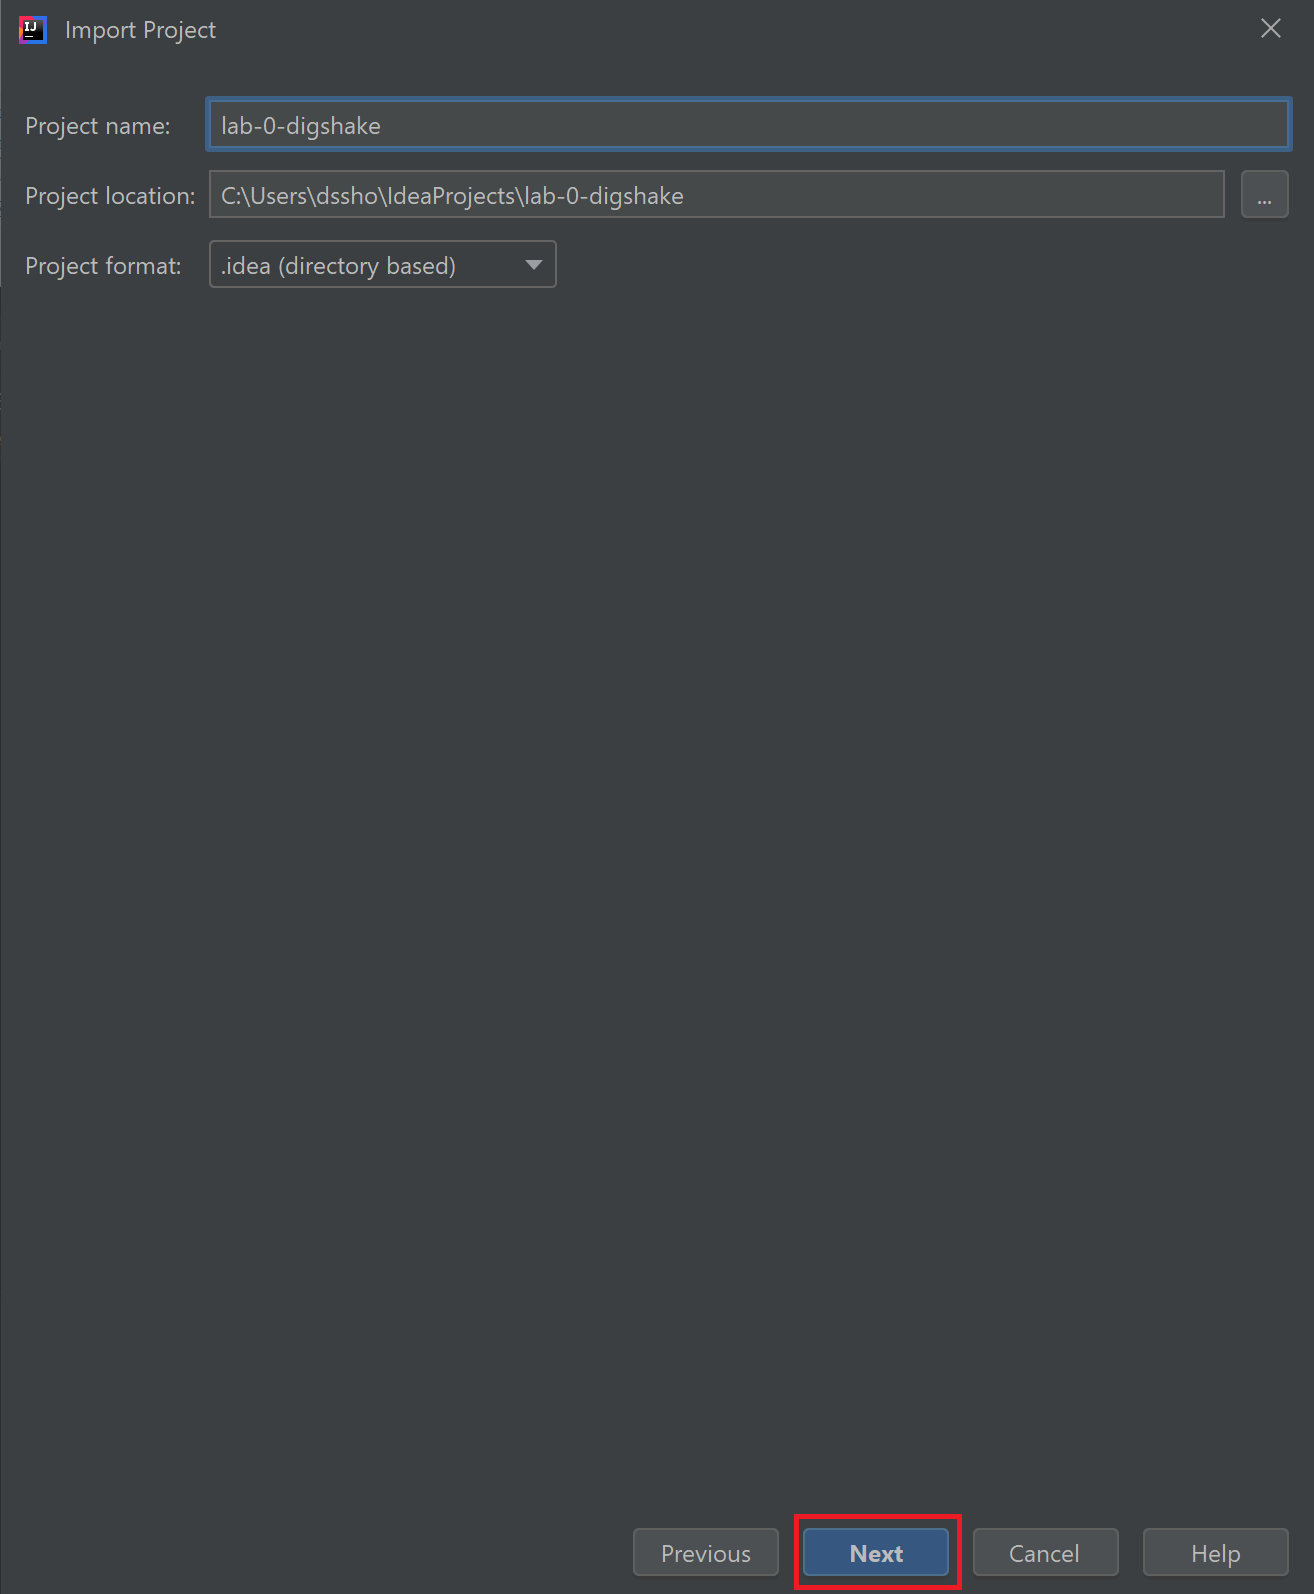 IJ
Import Project
Project name: lab-0-digshake
Project location: C:\Users\dssho\IdeaProjects\lab-0-digshake ...
Project format: .idea (directory based)
Previous Next Cancel Help